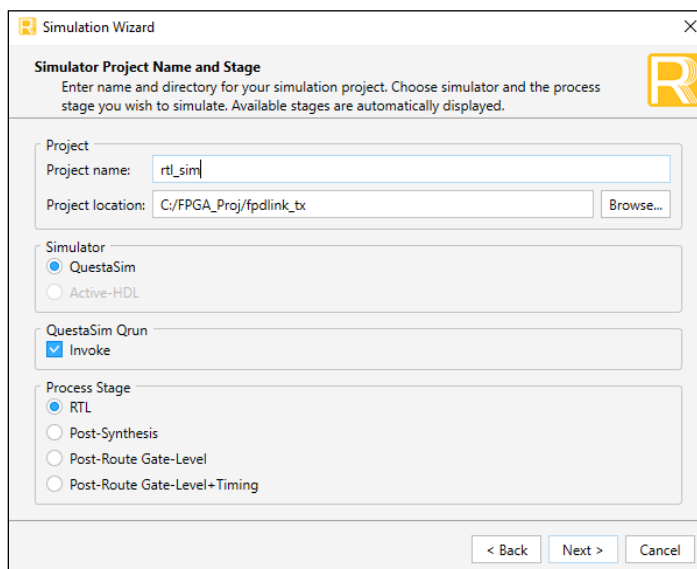 Simulation Wizard
Simulator Project Name and Stage
Enter name and directory for your simulation project. Choose simulator and the process
stage you wish to simulate. Available stages are automatically displayed.
Project
Project name: rtl_sim
Project location: C:/FPGA_Proj/fpdlink_tx Browse...
Simulator
QuestaSim
Active-HDL
QuestaSim Qrun
Invoke
Process Stage
RTL
Post-Synthesis
Post-Route Gate-Level
Post-Route Gate-Level+Timing
< Back Next > Cancel